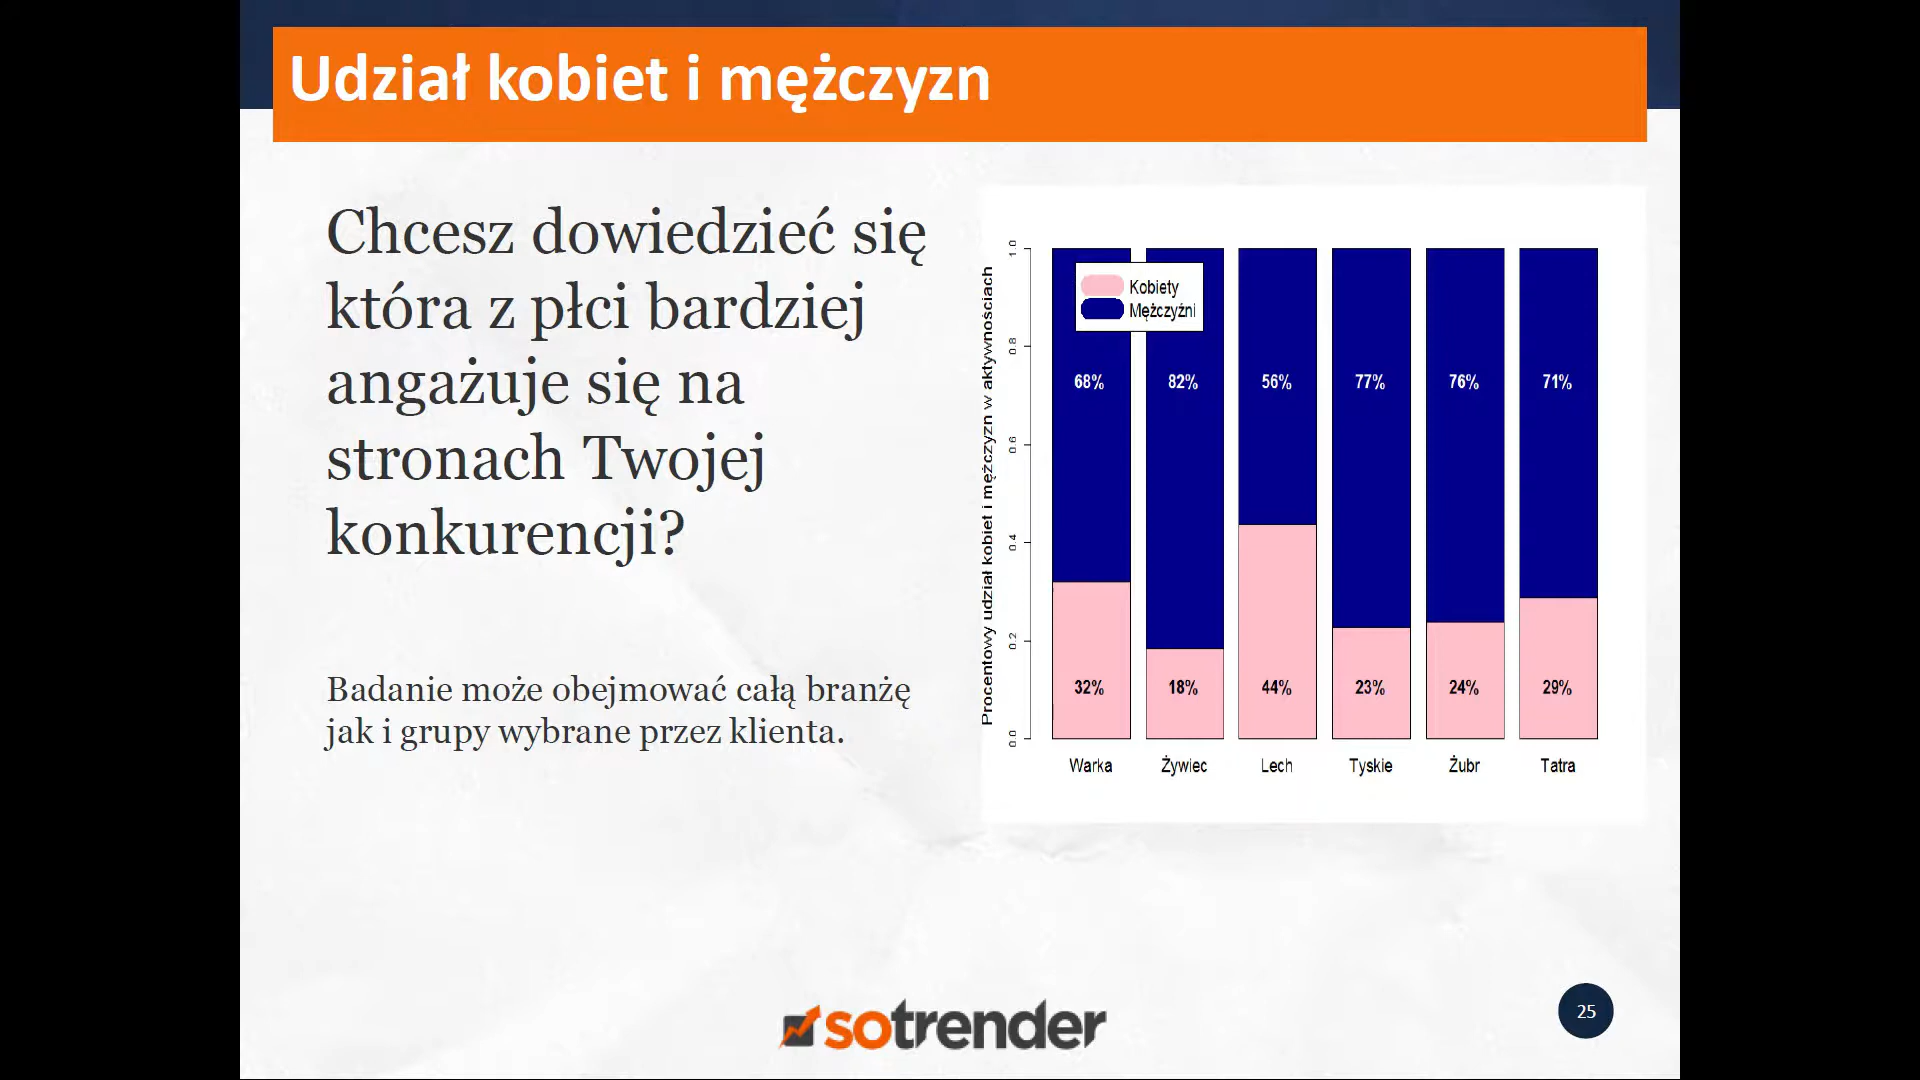 Udział kobiet i mężczyzn
Chcesz dowiedzieć się
która z płci bardziej
angażuje się na
stronach Twojej
konkurencji?
Badanie może obejmować całą branżę
jak i grupy wybrane przez klienta.
Procentowy udział kobiet i mężczyzn w aktywnościach
1.0
0.8
0.6
0.4
0.2
0.0
Kobiety
Mężczyźni
68% 82% 56% 77% 76% 71%
32% 18% 44% 23% 24% 29%
Warka Żywiec Lech Tyskie Żubr Tatra
sotrender
25